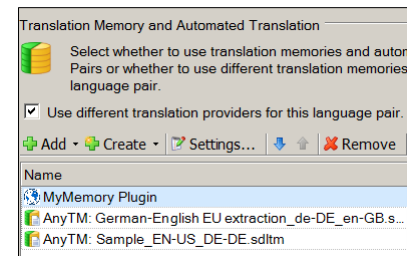 Translation Memory and Automated Translation
Select whether to use translation memories and autom
Pairs or whether to use different translation memories
language pair.
Use different translation providers for this language pair.
Add Create Settings... Remove
Name
MyMemory Plugin
AnyTM: German-English EU extraction_de-DE_en-GB.s...
AnyTM: Sample_EN-US_DE-DE.sdltm